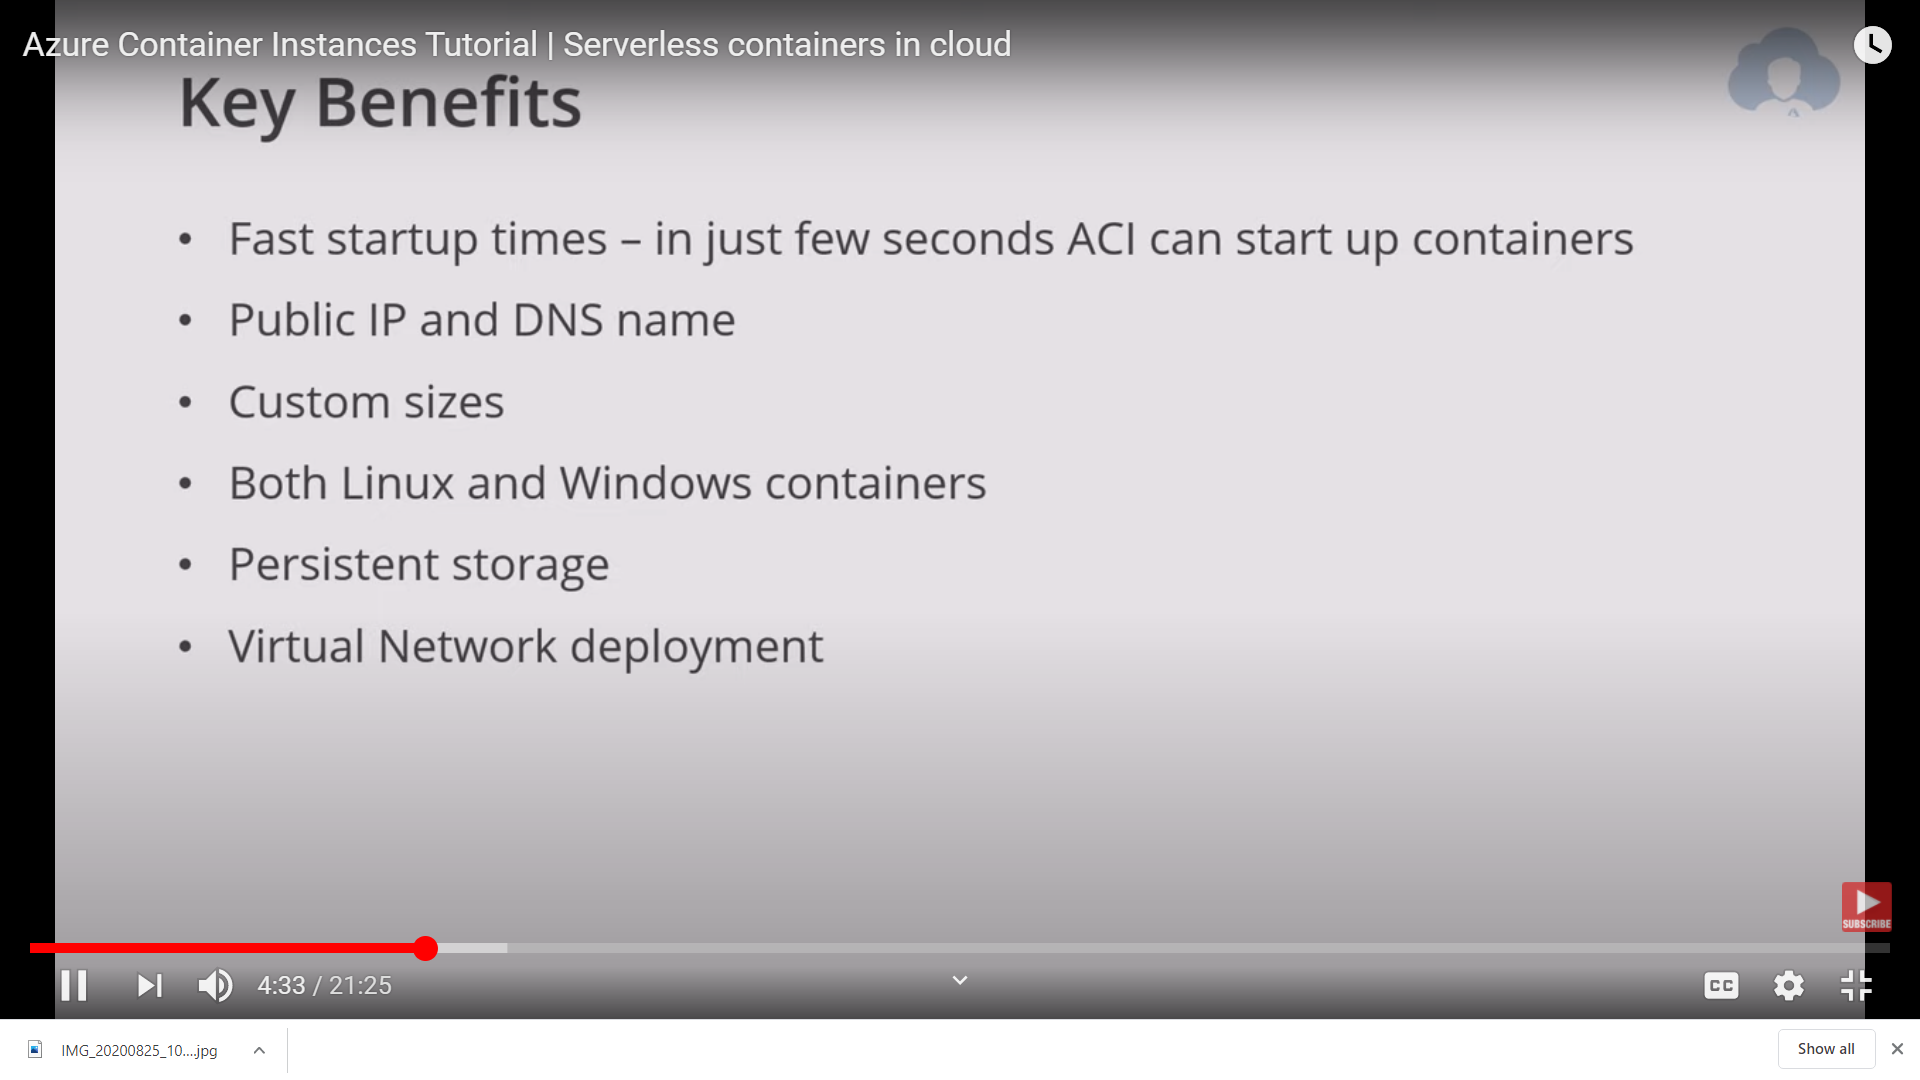 Azure Container Instances Tutorial | Serverless containers in cloud
Key Benefits
• Fast startup times – in just few seconds ACI can start up containers
• Public IP and DNS name
• Custom sizes
• Both Linux and Windows containers
• Persistent storage
• Virtual Network deployment
SUBSCRIBE
4:33 / 21:25
CC
IMG_20200825_10....jpg
Show all